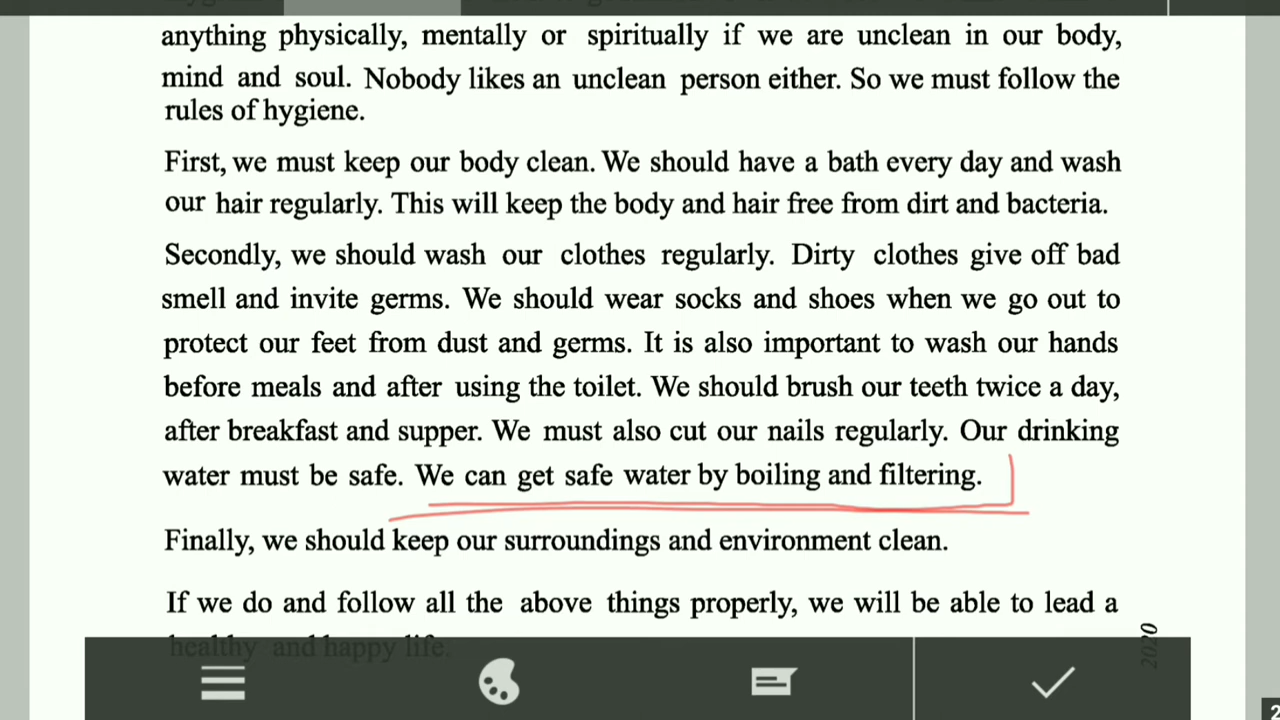 anything physically, mentally or spiritually if we are unclean in our body,
mind and soul. Nobody likes an unclean person either. So we must follow the
rules of hygiene.
First, we must keep our body clean. We should have a bath every day and wash
our hair regularly. This will keep the body and hair free from dirt and bacteria.
Secondly, we should wash our clothes regularly. Dirty clothes give off bad
smell and invite germs. We should wear socks and shoes when we go out to
protect our feet from dust and germs. It is also important to wash our hands
before meals and after using the toilet. We should brush our teeth twice a day,
after breakfast and supper. We must also cut our nails regularly. Our drinking
water must be safe. We can get safe water by boiling and filtering.
Finally, we should keep our surroundings and environment clean.
If we do and follow all the above things properly, we will be able to lead a
healthy and happy life.
2020